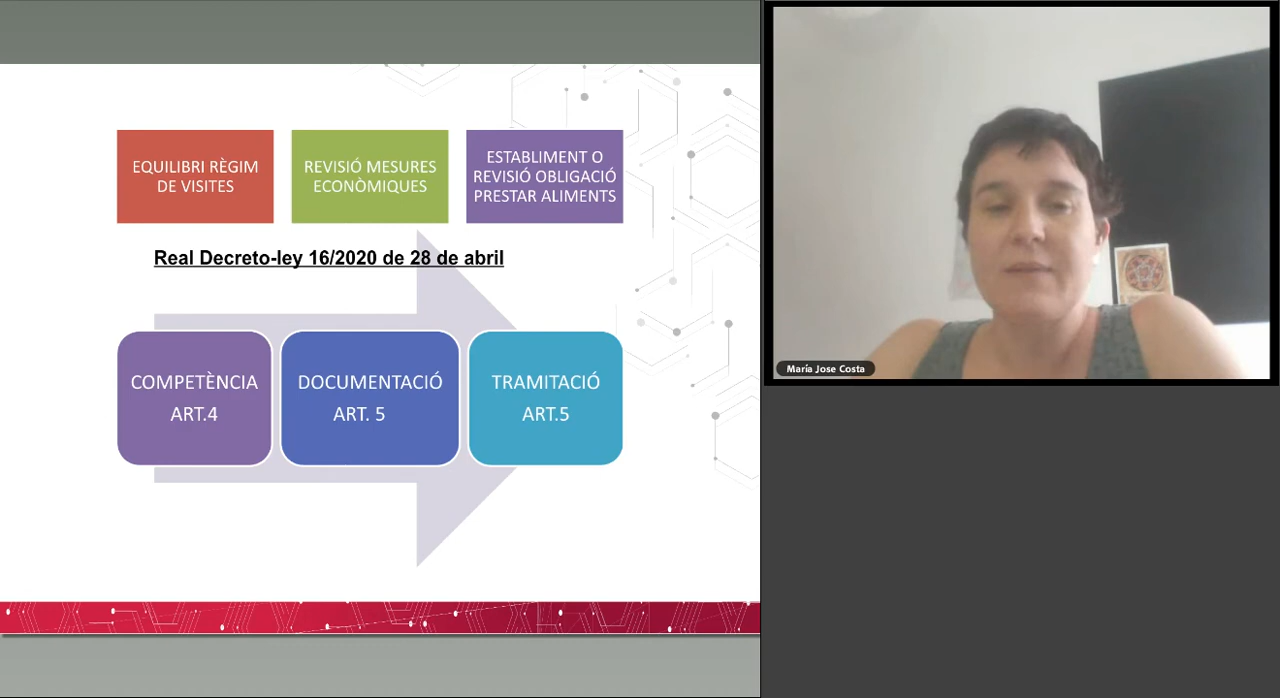 EQUILIBRI RÈGIM
DE VISITES
REVISIÓ MESURES
ECONÒMIQUES
ESTABLIMENT O
REVISIÓ OBLIGACIÓ
PRESTAR ALIMENTS
Real Decreto-ley 16/2020 de 28 de abril
COMPETÈNCIA
ART.4
DOCUMENTACIÓ
ART. 5
TRAMITACIÓ
ART.5
María Jose Costa